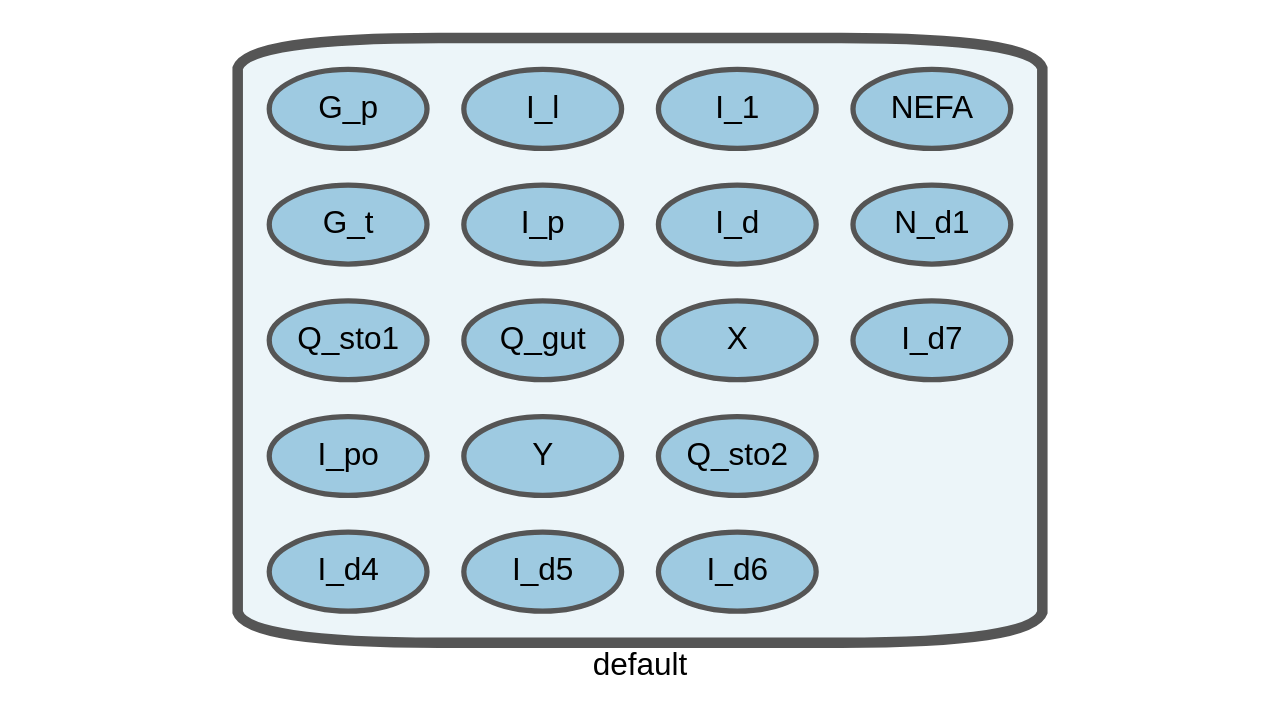 G_p I_l I_1 NEFA
G_t I_p I_d N_d1
Q_sto1 Q_gut X I_d7
I_po Y Q_sto2
I_d4 I_d5 I_d6
default